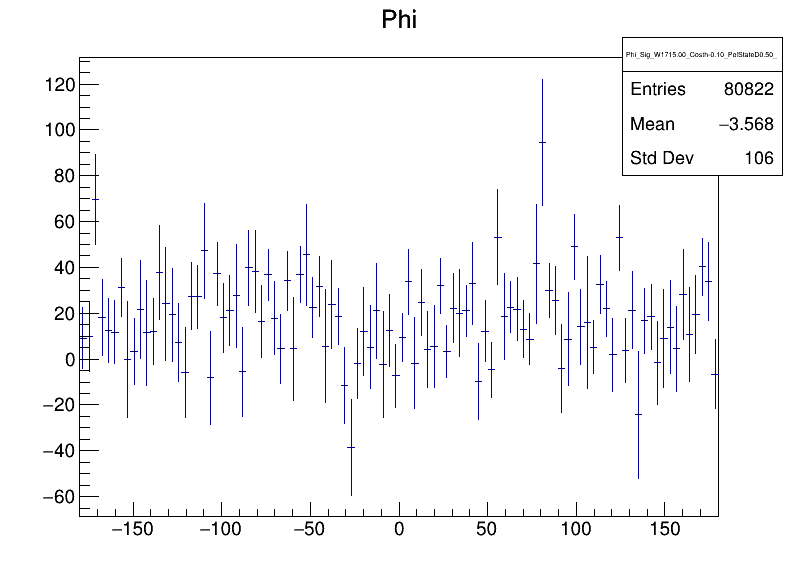 Phi
Phi_Sig_W1715.00_Costh-0.10_PolStateD0.50_
Entries 80822
Mean −3.568
Std Dev 106
120
100
80
60
40
20
0
−20
−40
−60
−150 −100 −50 0 50 100 150